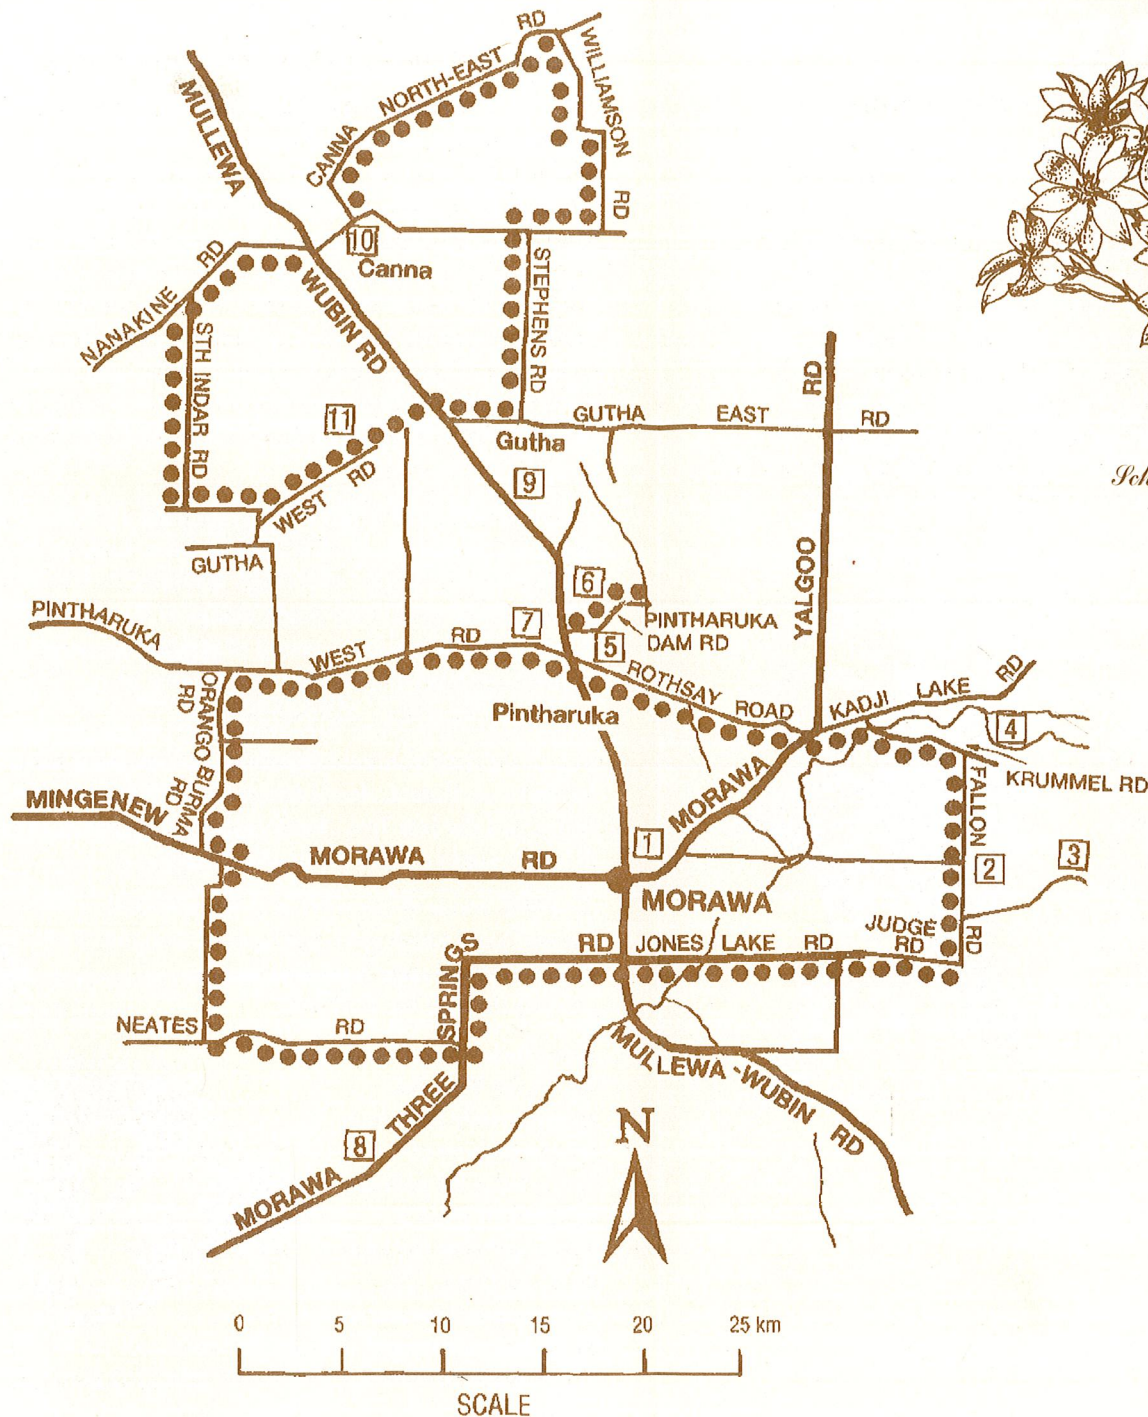 RD
WILLIAMSON
RD
CANNA NORTH-EAST
MULLEWA
10
Canna
NANAKINE RD
WUBIN RD
STEPHENS RD
STH INDAR RD
11
GUTHA EAST RD
Gutha
YALGOO RD
WEST RD
9
Sch
GUTHA
6
PINTHARUKA
DAM RD
5
7
PINTHARUKA WEST RD
ROTHSAY ROAD
KADJI LAKE RD
Pintharuka
4
KRUMMEL RD
ORANGO
RD
BURMA
RD
MORAWA
FALLON
RD
MINGENEW
MORAWA RD
1
MORAWA
2
3
JUDGE
RD
RD
JONES LAKE RD
SPRINGS
NEATES RD
MULLEWA-WUBIN RD
THREE
8
MORAWA
N
0 5 10 15 20 25 km
SCALE